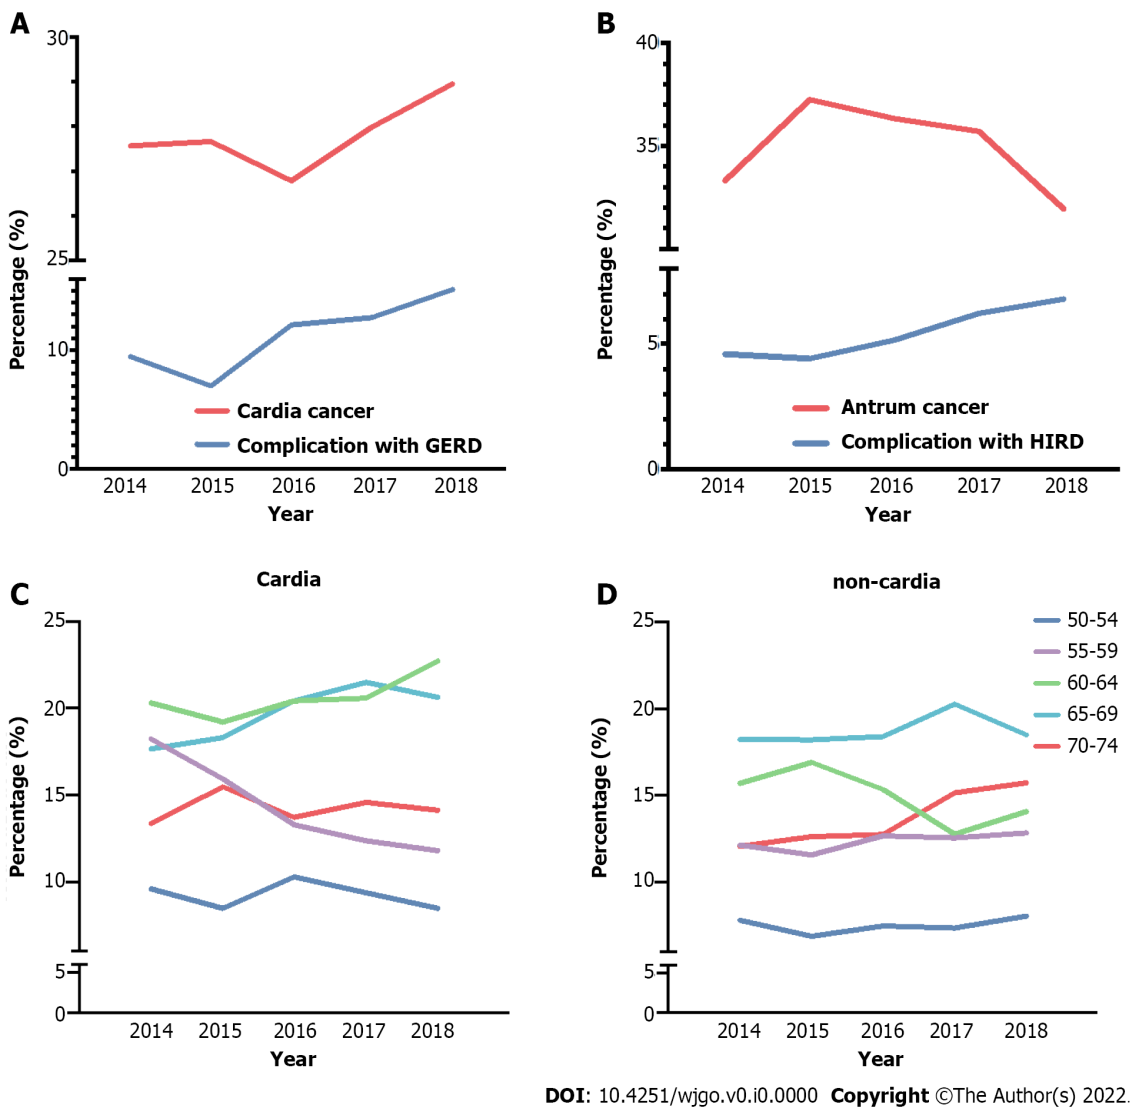 A
30
25
10
0
Percentage (%)
Cardia cancer
Complication with GERD
2014 2015 2016 2017 2018
Year
B
40
35
5
0
Percentage (%)
Antrum cancer
Complication with HIRD
2014 2015 2016 2017 2018
Year
C
Cardia
25
20
15
10
5
0
Percentage (%)
2014 2015 2016 2017 2018
Year
D
non-cardia
25
20
15
10
5
0
Percentage (%)
50-54
55-59
60-64
65-69
70-74
2014 2015 2016 2017 2018
Year
DOI: 10.4251/wjgo.v0.i0.0000 Copyright ©The Author(s) 2022.